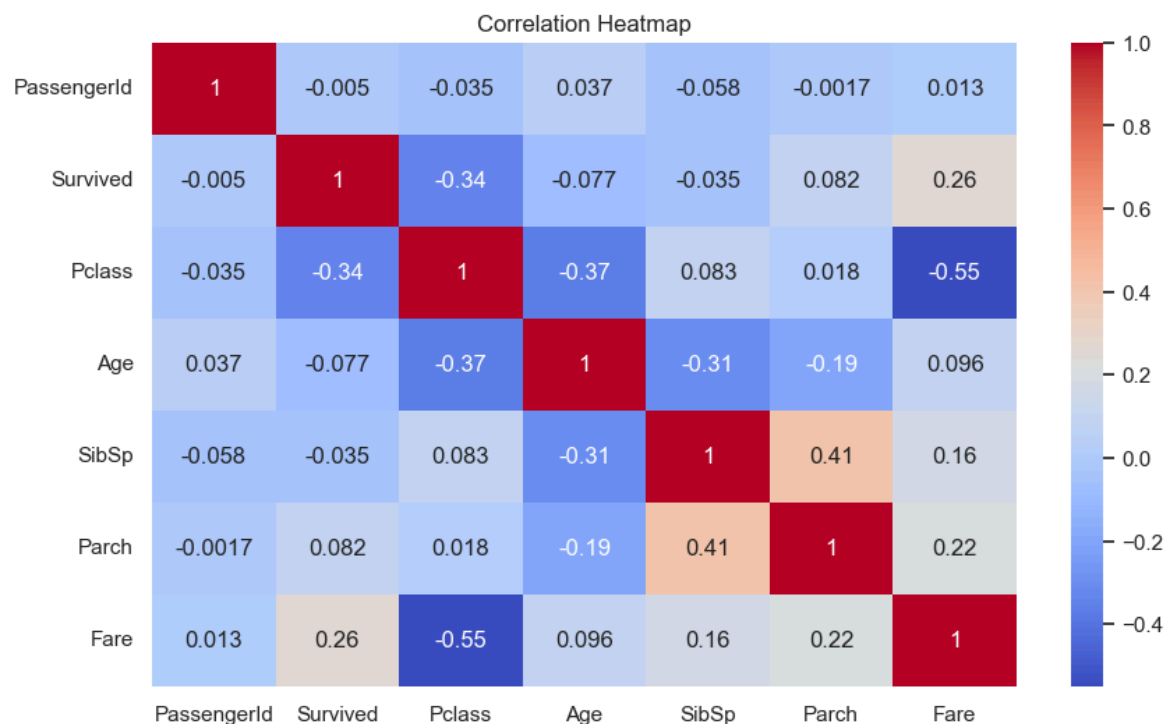 Correlation Heatmap
PassengerId 1 -0.005 -0.035 0.037 -0.058 -0.0017 0.013
Survived -0.005 1 -0.34 -0.077 -0.035 0.082 0.26
Pclass -0.035 -0.34 1 -0.37 0.083 0.018 -0.55
Age 0.037 -0.077 -0.37 1 -0.31 -0.19 0.096
SibSp -0.058 -0.035 0.083 -0.31 1 0.41 0.16
Parch -0.0017 0.082 0.018 -0.19 0.41 1 0.22
Fare 0.013 0.26 -0.55 0.096 0.16 0.22 1
PassengerId Survived Pclass Age SibSp Parch Fare
1.0
0.8
0.6
0.4
0.2
0.0
−0.2
−0.4